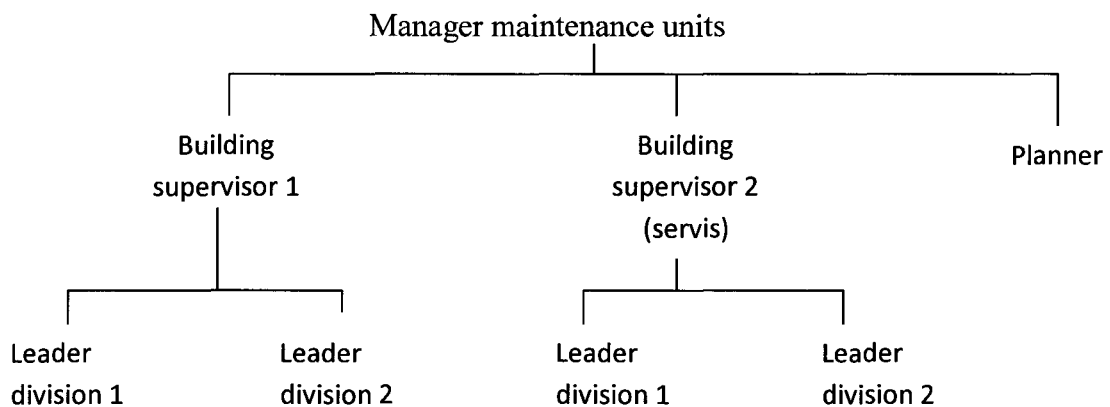 Manager maintenance units
Building
supervisor 1
Building
supervisor 2
(servis)
Planner
Leader
division 1
Leader
division 2
Leader
division 1
Leader
division 2